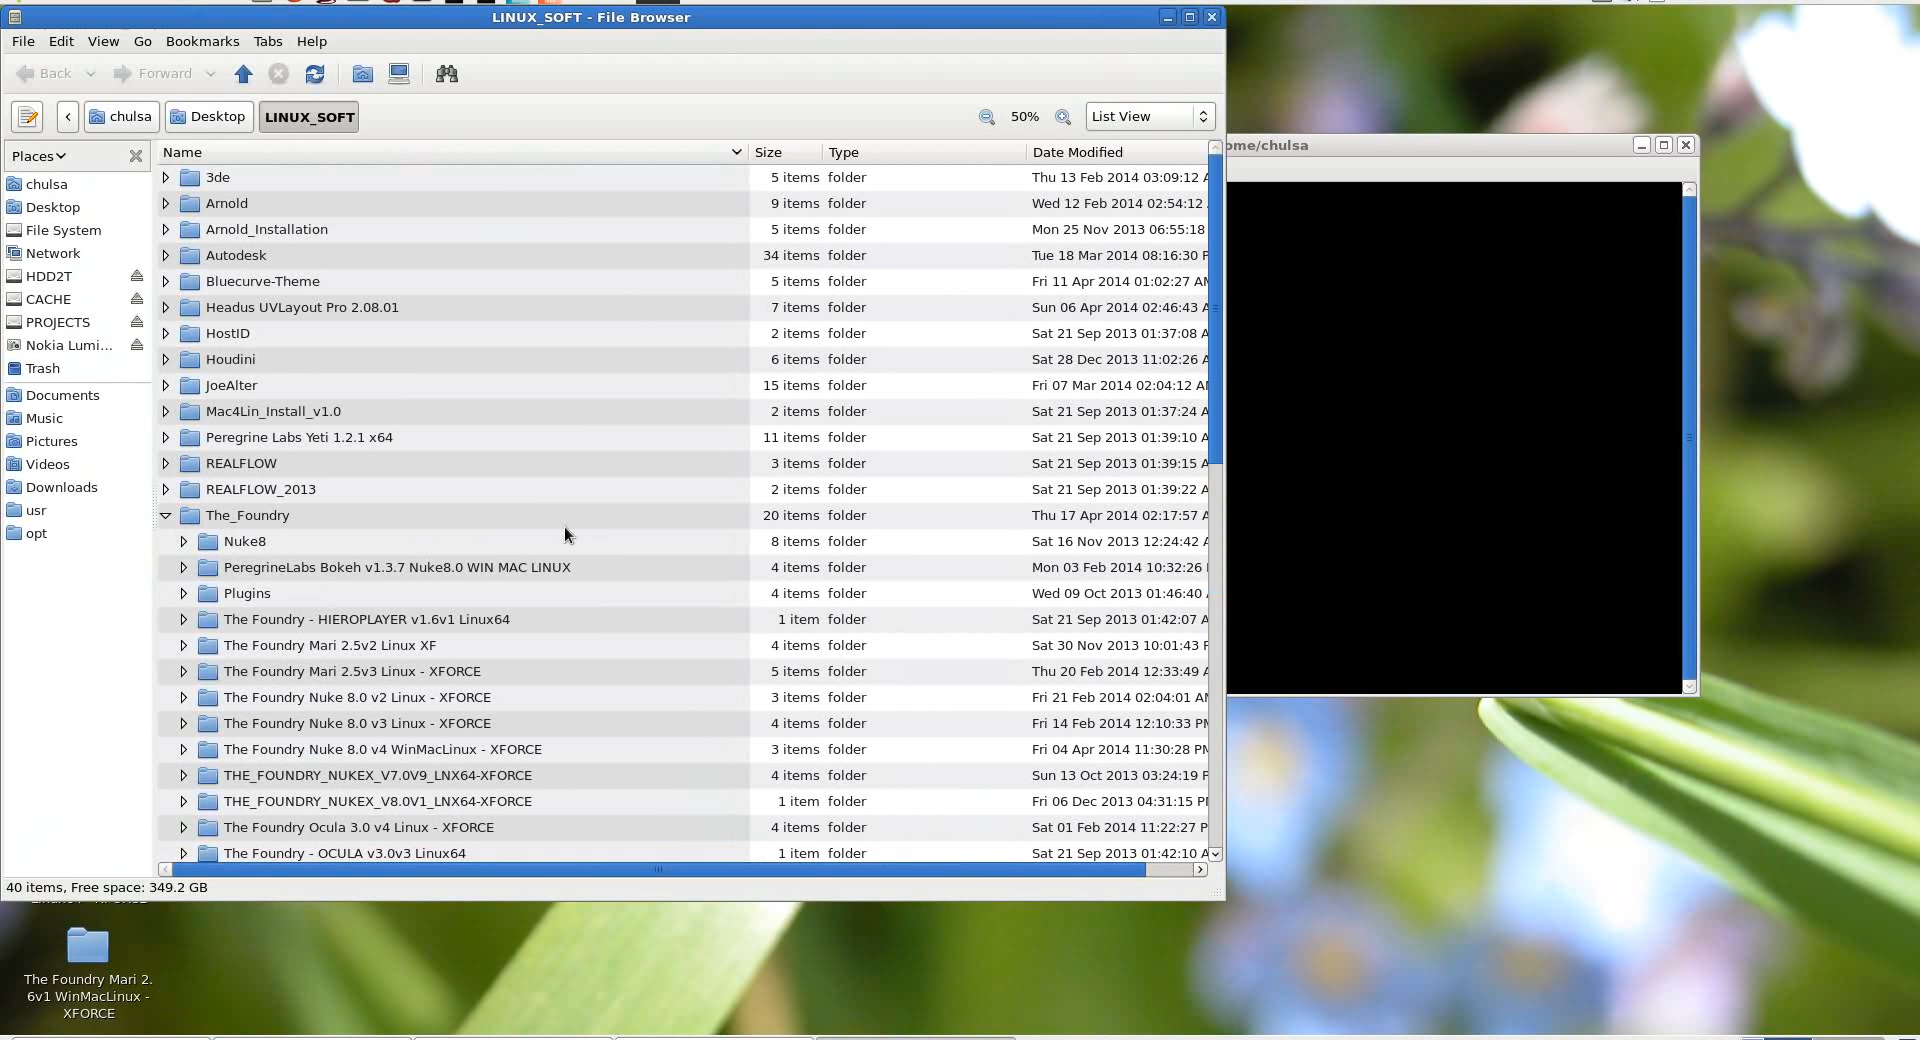 LINUX_SOFT - File Browser
File Edit View Go Bookmarks Tabs Help
Back Forward
chulsa Desktop LINUX_SOFT 50% List View
ome/chulsa
Places
chulsa
Desktop
File System
Network
HDD2T
CACHE
PROJECTS
Nokia Lumi...
Trash
Documents
Music
Pictures
Videos
Downloads
usr
opt
Name Size Type Date Modified
3de 5 items folder Thu 13 Feb 2014 03:09:12 A
Arnold 9 items folder Wed 12 Feb 2014 02:54:12
Arnold_Installation 5 items folder Mon 25 Nov 2013 06:55:18
Autodesk 34 items folder Tue 18 Mar 2014 08:16:30 P
Bluecurve-Theme 5 items folder Fri 11 Apr 2014 01:02:27 AM
Headus UVLayout Pro 2.08.01 7 items folder Sun 06 Apr 2014 02:46:43 A
HostID 2 items folder Sat 21 Sep 2013 01:37:08 A
Houdini 6 items folder Sat 28 Dec 2013 11:02:26 A
JoeAlter 15 items folder Fri 07 Mar 2014 02:04:12 AM
Mac4Lin_Install_v1.0 2 items folder Sat 21 Sep 2013 01:37:24 A
Peregrine Labs Yeti 1.2.1 x64 11 items folder Sat 21 Sep 2013 01:39:10 A
REALFLOW 3 items folder Sat 21 Sep 2013 01:39:15 A
REALFLOW_2013 2 items folder Sat 21 Sep 2013 01:39:22 A
The_Foundry 20 items folder Thu 17 Apr 2014 02:17:57 A
Nuke8 8 items folder Sat 16 Nov 2013 12:24:42 A
PeregrineLabs Bokeh v1.3.7 Nuke8.0 WIN MAC LINUX 4 items folder Mon 03 Feb 2014 10:32:26
Plugins 4 items folder Wed 09 Oct 2013 01:46:40
The Foundry - HIEROPLAYER v1.6v1 Linux64 1 item folder Sat 21 Sep 2013 01:42:07 A
The Foundry Mari 2.5v2 Linux XF 4 items folder Sat 30 Nov 2013 10:01:43 P
The Foundry Mari 2.5v3 Linux - XFORCE 5 items folder Thu 20 Feb 2014 12:33:49 A
The Foundry Nuke 8.0 v2 Linux - XFORCE 3 items folder Fri 21 Feb 2014 02:04:01 AM
The Foundry Nuke 8.0 v3 Linux - XFORCE 4 items folder Fri 14 Feb 2014 12:10:33 PM
The Foundry Nuke 8.0 v4 WinMacLinux - XFORCE 3 items folder Fri 04 Apr 2014 11:30:28 PM
THE_FOUNDRY_NUKEX_V7.0V9_LNX64-XFORCE 4 items folder Sun 13 Oct 2013 03:24:19 P
THE_FOUNDRY_NUKEX_V8.0V1_LNX64-XFORCE 1 item folder Fri 06 Dec 2013 04:31:15 PM
The Foundry Ocula 3.0 v4 Linux - XFORCE 4 items folder Sat 01 Feb 2014 11:22:27 P
The Foundry - OCULA v3.0v3 Linux64 1 item folder Sat 21 Sep 2013 01:42:10 A
40 items, Free space: 349.2 GB
The Foundry Mari 2.
6v1 WinMacLinux -
XFORCE